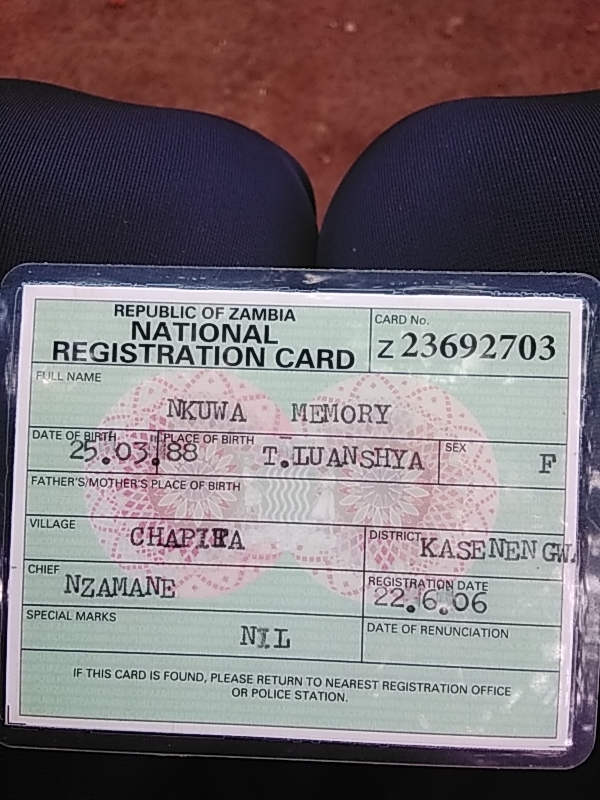 REPUBLIC OF ZAMBIA
NATIONAL
REGISTRATION CARD
CARD No.
Z 23692703
FULL NAME
NKUWA MEMORY
DATE OF BIRTH
25.03.88
PLACE OF BIRTH
T.LUANSHYA
SEX
F
FATHER'S/MOTHER'S PLACE OF BIRTH
VILLAGE
DISTRICT
KASENENGWA
CHIEF
NZAMANE
REGISTRATION DATE
22.6.06
SPECIAL MARKS
NIL
DATE OF RENUNCIATION
IF THIS CARD IS FOUND, PLEASE RETURN TO NEAREST REGISTRATION OFFICE
OR POLICE STATION.